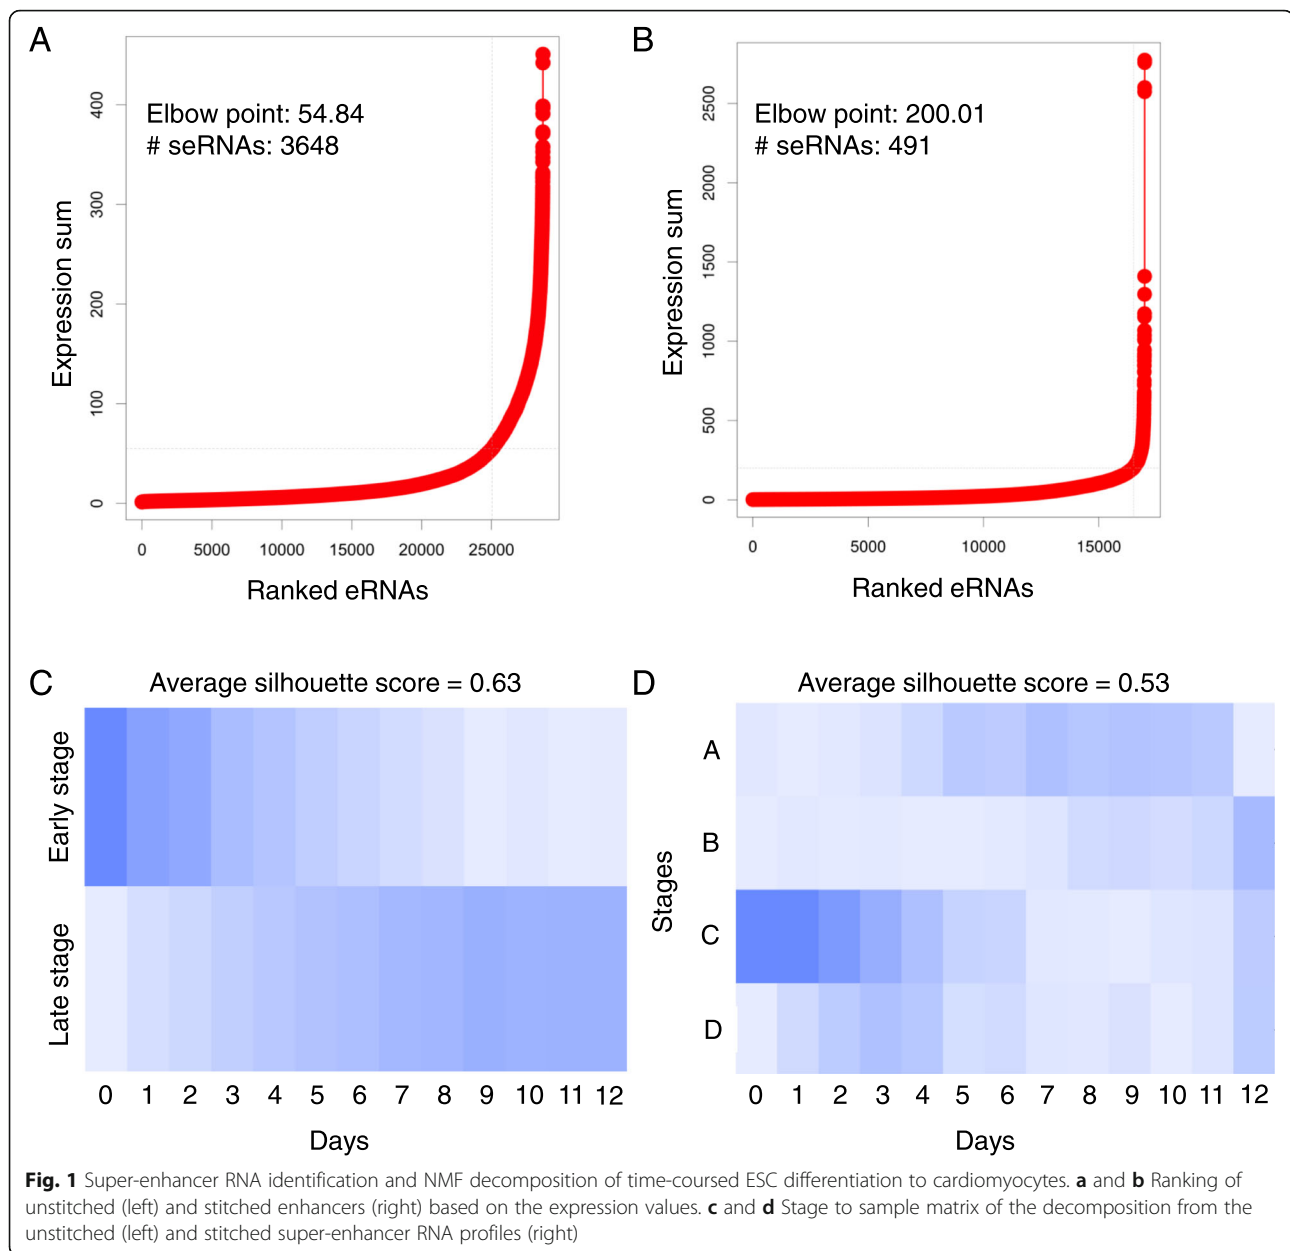 A
Elbow point: 54.84
# seRNAs: 3648
Expression sum
0
100
200
300
400
0 5000 10000 15000 20000 25000
Ranked eRNAs
B
Elbow point: 200.01
# seRNAs: 491
Expression sum
0
500
1000
1500
2000
2500
0 5000 10000 15000
Ranked eRNAs
C
Average silhouette score = 0.63
Early stage
Late stage
0 1 2 3 4 5 6 7 8 9 10 11 12
Days
D
Average silhouette score = 0.53
Stages
A
B
C
D
0 1 2 3 4 5 6 7 8 9 10 11 12
Days
Fig. 1 Super-enhancer RNA identification and NMF decomposition of time-coursed ESC differentiation to cardiomyocytes. a and b Ranking of
unstitched (left) and stitched enhancers (right) based on the expression values. c and d Stage to sample matrix of the decomposition from the
unstitched (left) and stitched super-enhancer RNA profiles (right)